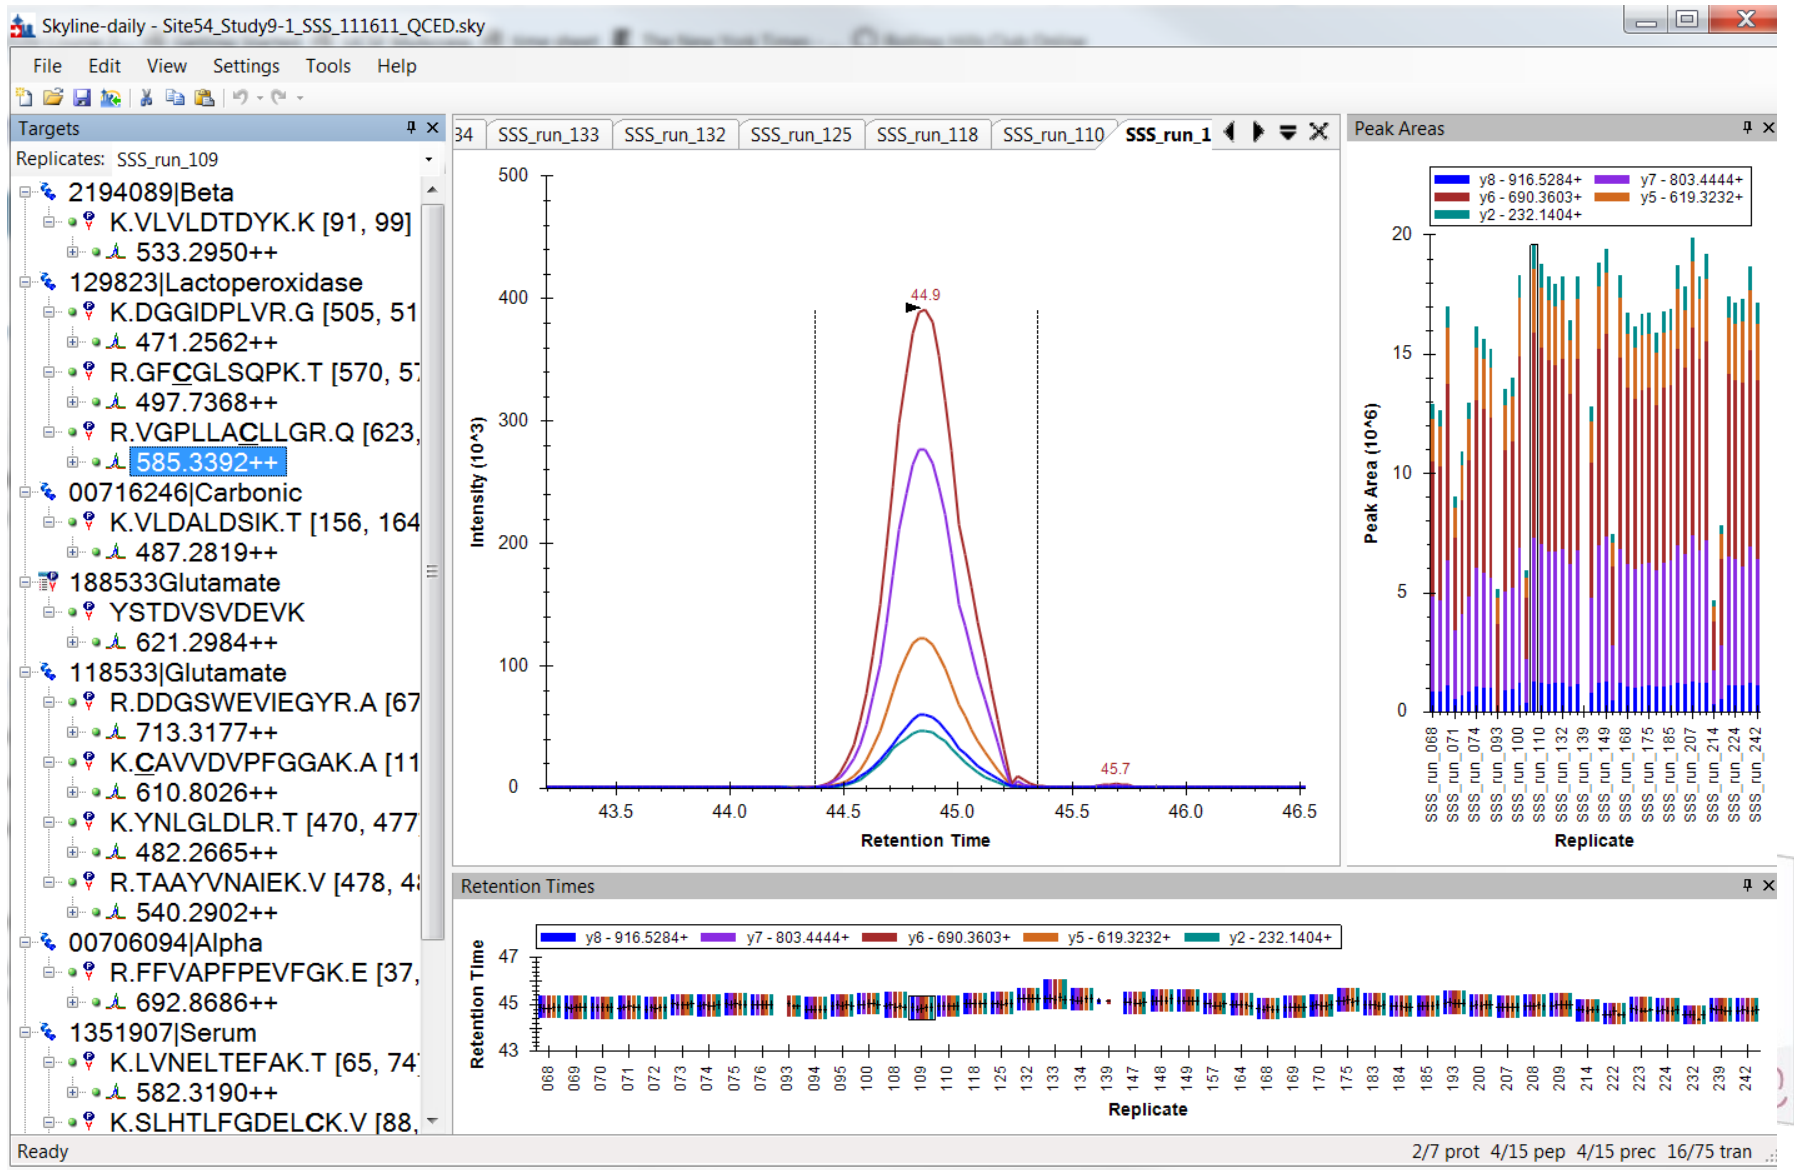 Skyline-daily - Site54_Study9-1_SSS_111611_QCED.sky
File Edit View Settings Tools Help
Targets
Replicates: SSS_run_109
2194089|Beta
K.VLVLDTDYK.K [91, 99]
533.2950++
129823|Lactoperoxidase
K.DGGIDPLVR.G [505, 51
471.2562++
R.GFCGLSQPK.T [570, 57
497.7368++
R.VGPLLACLLGR.Q [623,
585.3392++
00716246|Carbonic
K.VLDALDSIK.T [156, 164
487.2819++
188533Glutamate
YSTDVSVDEVK
621.2984++
118533|Glutamate
R.DDGSWEVIEGYR.A [67
713.3177++
K.CAVVDVPFGGAK.A [11
610.8026++
K.YNLGLDLR.T [470, 477
482.2665++
R.TAAYVNAIEK.V [478, 48
540.2902++
00706094|Alpha
R.FFVAPFPEVFGK.E [37,
692.8686++
1351907|Serum
K.LVNELTEFAK.T [65, 74
582.3190++
K.SLHTLFGDELCK.V [88,
34 SSS_run_133 SSS_run_132 SSS_run_125 SSS_run_118 SSS_run_110 SSS_run_1
500
400
300
200
100
0
Intensity (10^3)
44.9
45.7
43.5 44.0 44.5 45.0 45.5 46.0 46.5
Retention Time
Peak Areas
y8 - 916.5284+ y7 - 803.4444+
y6 - 690.3603+ y5 - 619.3232+
y2 - 232.1404+
20
15
10
5
0
Peak Area (10^6)
SSS_run_068
SSS_run_071
SSS_run_074
SSS_run_093
SSS_run_100
SSS_run_110
SSS_run_132
SSS_run_139
SSS_run_149
SSS_run_168
SSS_run_175
SSS_run_185
SSS_run_207
SSS_run_214
SSS_run_224
SSS_run_242
Replicate
Retention Times
y8 - 916.5284+ y7 - 803.4444+ y6 - 690.3603+ y5 - 619.3232+ y2 - 232.1404+
47
45
43
Retention Time
068 069 070 071 072 073 074 075 076 093 094 095 100 108 109 110 118 125 132 133 134 139 147 148 149 157 164 168 169 170 175 183 184 185 193 200 207 208 209 214 222 223 224 232 239 242
Replicate
Ready
2/7 prot 4/15 pep 4/15 prec 16/75 tran